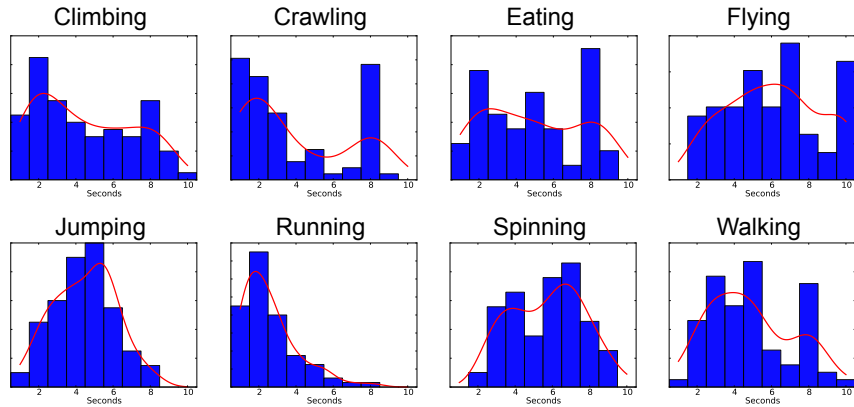 Climbing Crawling Eating Flying
2 4 6 8 10 2 4 6 8 10 2 4 6 8 10 2 4 6 8 10
Seconds Seconds Seconds Seconds
Jumping Running Spinning Walking
2 4 6 8 10 2 4 6 8 10 2 4 6 8 10 2 4 6 8 10
Seconds Seconds Seconds Seconds